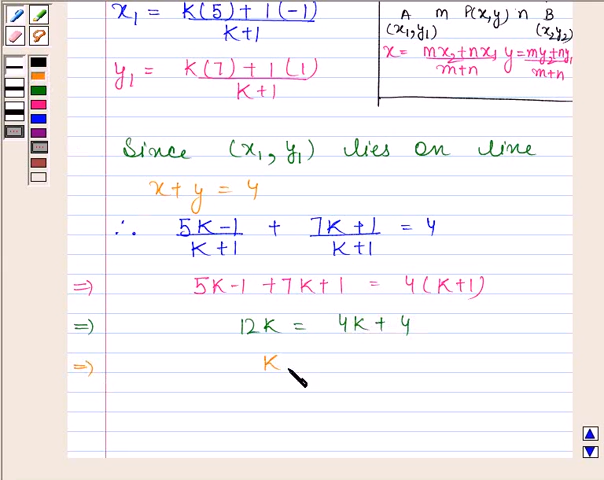 x₁ = K(5) + 1(-1) / K+1
y₁ = K(7) + 1(1) / K+1
A m P(x,y) n B
(x₁,y₁) (x₂,y₂)
x = mx₂+nx₁ / m+n y = my₂+ny₁ / m+n
Since (x₁, y₁) lies on line
x + y = 4
∴ 5K-1 / K+1 + 7K+1 / K+1 = 4
⇒ 5K-1 + 7K+1 = 4(K+1)
⇒ 12K = 4K + 4
⇒ K